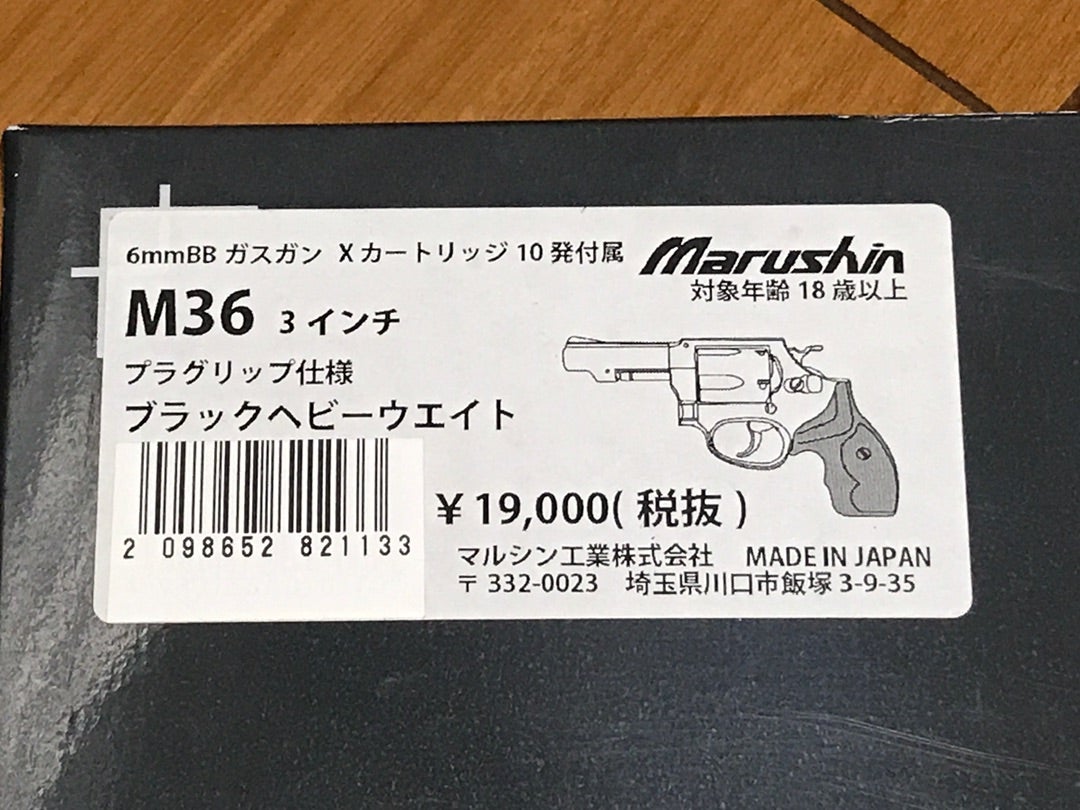 6mmBB ガスガン Xカートリッジ 10 発付属
Marushin
対象年齢 18 歳以上
M36 3 インチ
プラグリップ仕様
ブラックヘビーウエイト
2 098652 821133
¥ 19,000( 税抜 )
マルシン工業株式会社 MADE IN JAPAN
〒 332-0023 埼玉県川口市飯塚 3-9-35